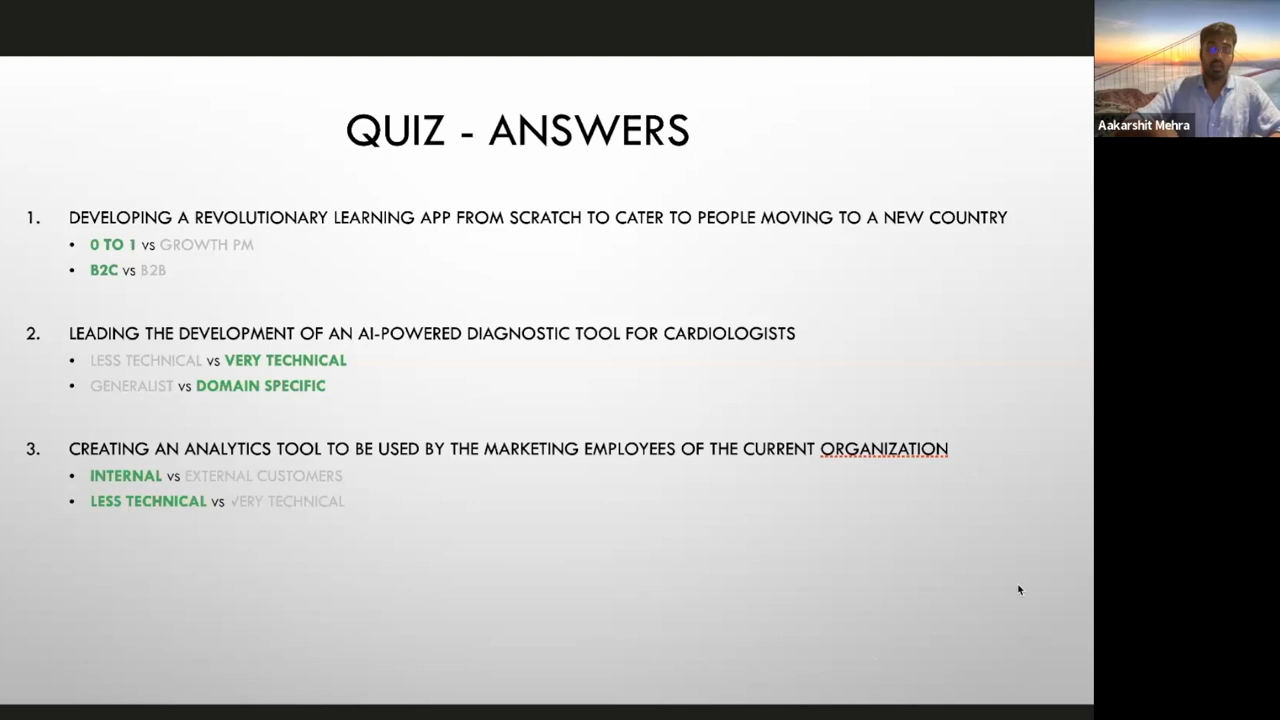 QUIZ - ANSWERS
Aakarshit Mehra
1. DEVELOPING A REVOLUTIONARY LEARNING APP FROM SCRATCH TO CATER TO PEOPLE MOVING TO A NEW COUNTRY
• 0 TO 1 vs GROWTH PM
• B2C vs B2B
2. LEADING THE DEVELOPMENT OF AN AI-POWERED DIAGNOSTIC TOOL FOR CARDIOLOGISTS
• LESS TECHNICAL vs VERY TECHNICAL
• GENERALIST vs DOMAIN SPECIFIC
3. CREATING AN ANALYTICS TOOL TO BE USED BY THE MARKETING EMPLOYEES OF THE CURRENT ORGANIZATION
• INTERNAL vs EXTERNAL CUSTOMERS
• LESS TECHNICAL vs VERY TECHNICAL